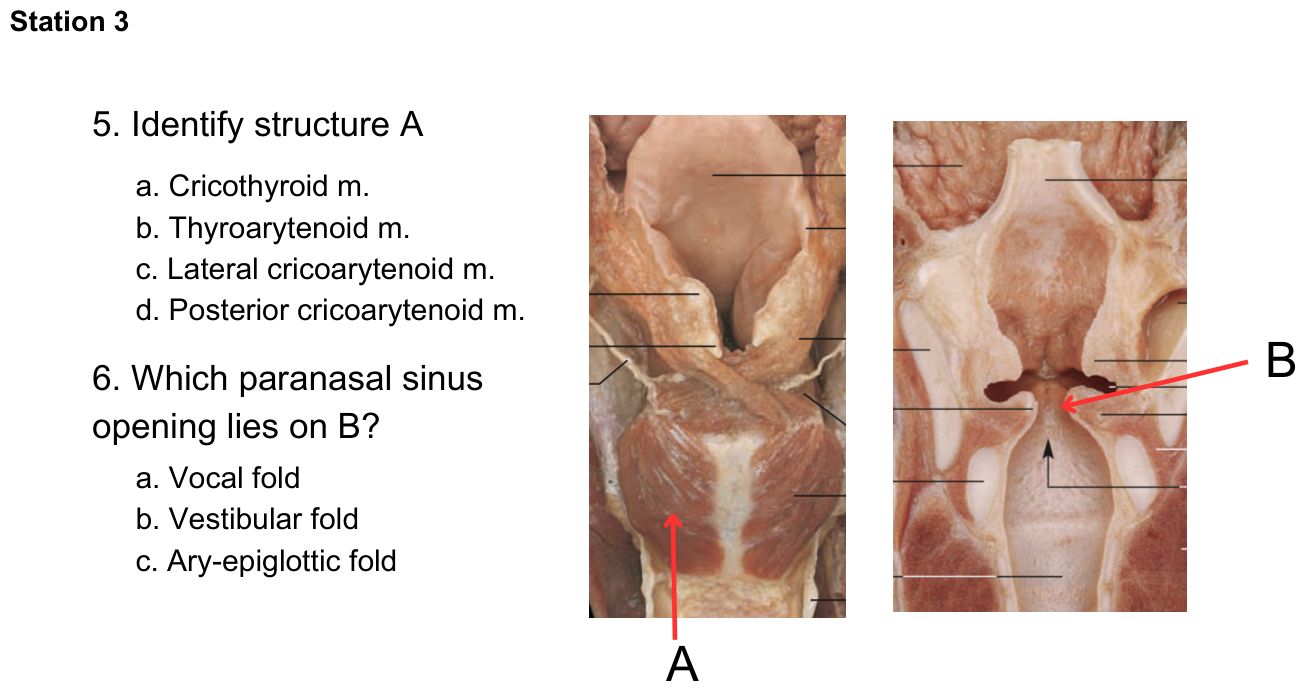 Station 3
5. Identify structure A
a. Cricothyroid m.
b. Thyroarytenoid m.
c. Lateral cricoarytenoid m.
d. Posterior cricoarytenoid m.
6. Which paranasal sinus
opening lies on B?
a. Vocal fold
b. Vestibular fold
c. Ary-epiglottic fold
A
B